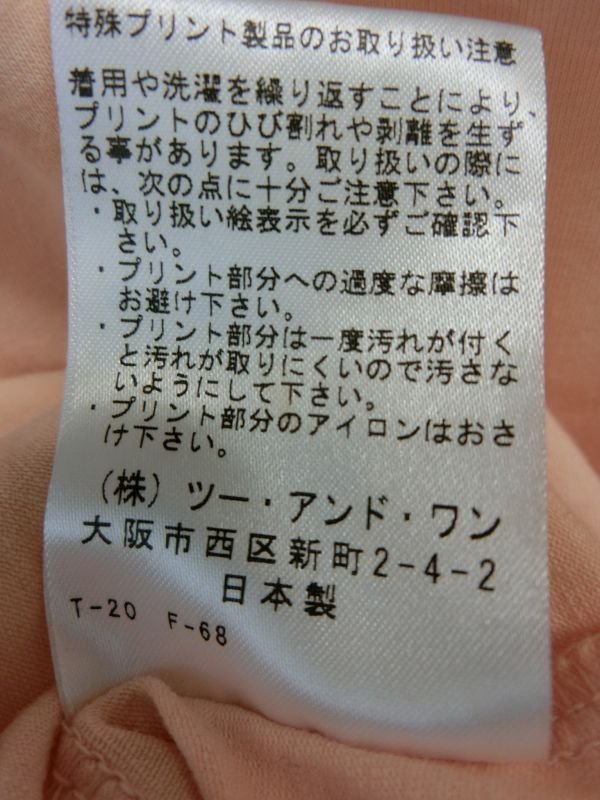 特殊プリント製品のお取り扱い注意
着用や洗濯を繰り返すことにより、
プリントのひび割れや剥離を生ず
る事があります。取り扱いの際に
は、次の点に十分ご注意下さい。
・取り扱い絵表示を必ずご確認下
さい。
・プリント部分への過度な摩擦は
お避け下さい。
・プリント部分は一度汚れが付く
と汚れが取りにくいので汚さな
いようにして下さい。
・プリント部分のアイロンはおさ
け下さい。
(株) ツー・アンド・ワン
大阪市西区新町2-4-2
日本製
T-20 F-68